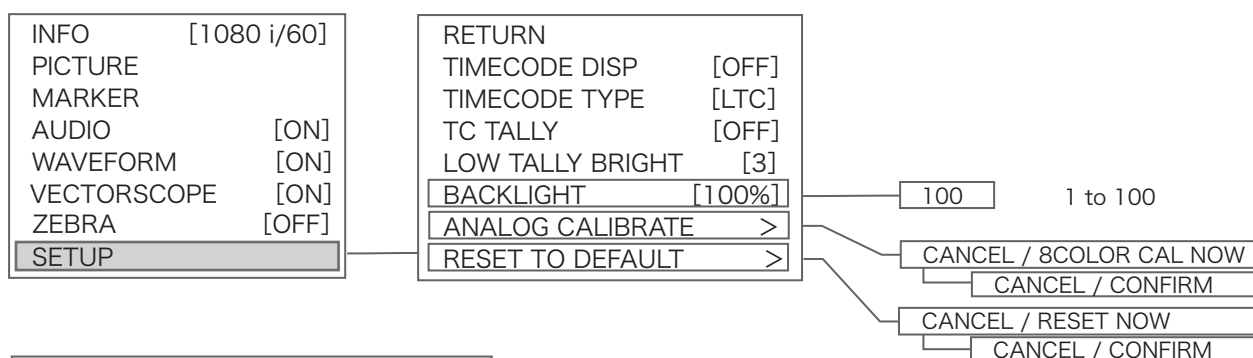 INFO [1080 i/60]
PICTURE
MARKER
AUDIO [ON]
WAVEFORM [ON]
VECTORSCOPE [ON]
ZEBRA [OFF]
SETUP
RETURN
TIMECODE DISP [OFF]
TIMECODE TYPE [LTC]
TC TALLY [OFF]
LOW TALLY BRIGHT [3]
BACKLIGHT [100%]
ANALOG CALIBRATE >
RESET TO DEFAULT >
100 1 to 100
CANCEL / 8COLOR CAL NOW
CANCEL / CONFIRM
CANCEL / RESET NOW
CANCEL / CONFIRM